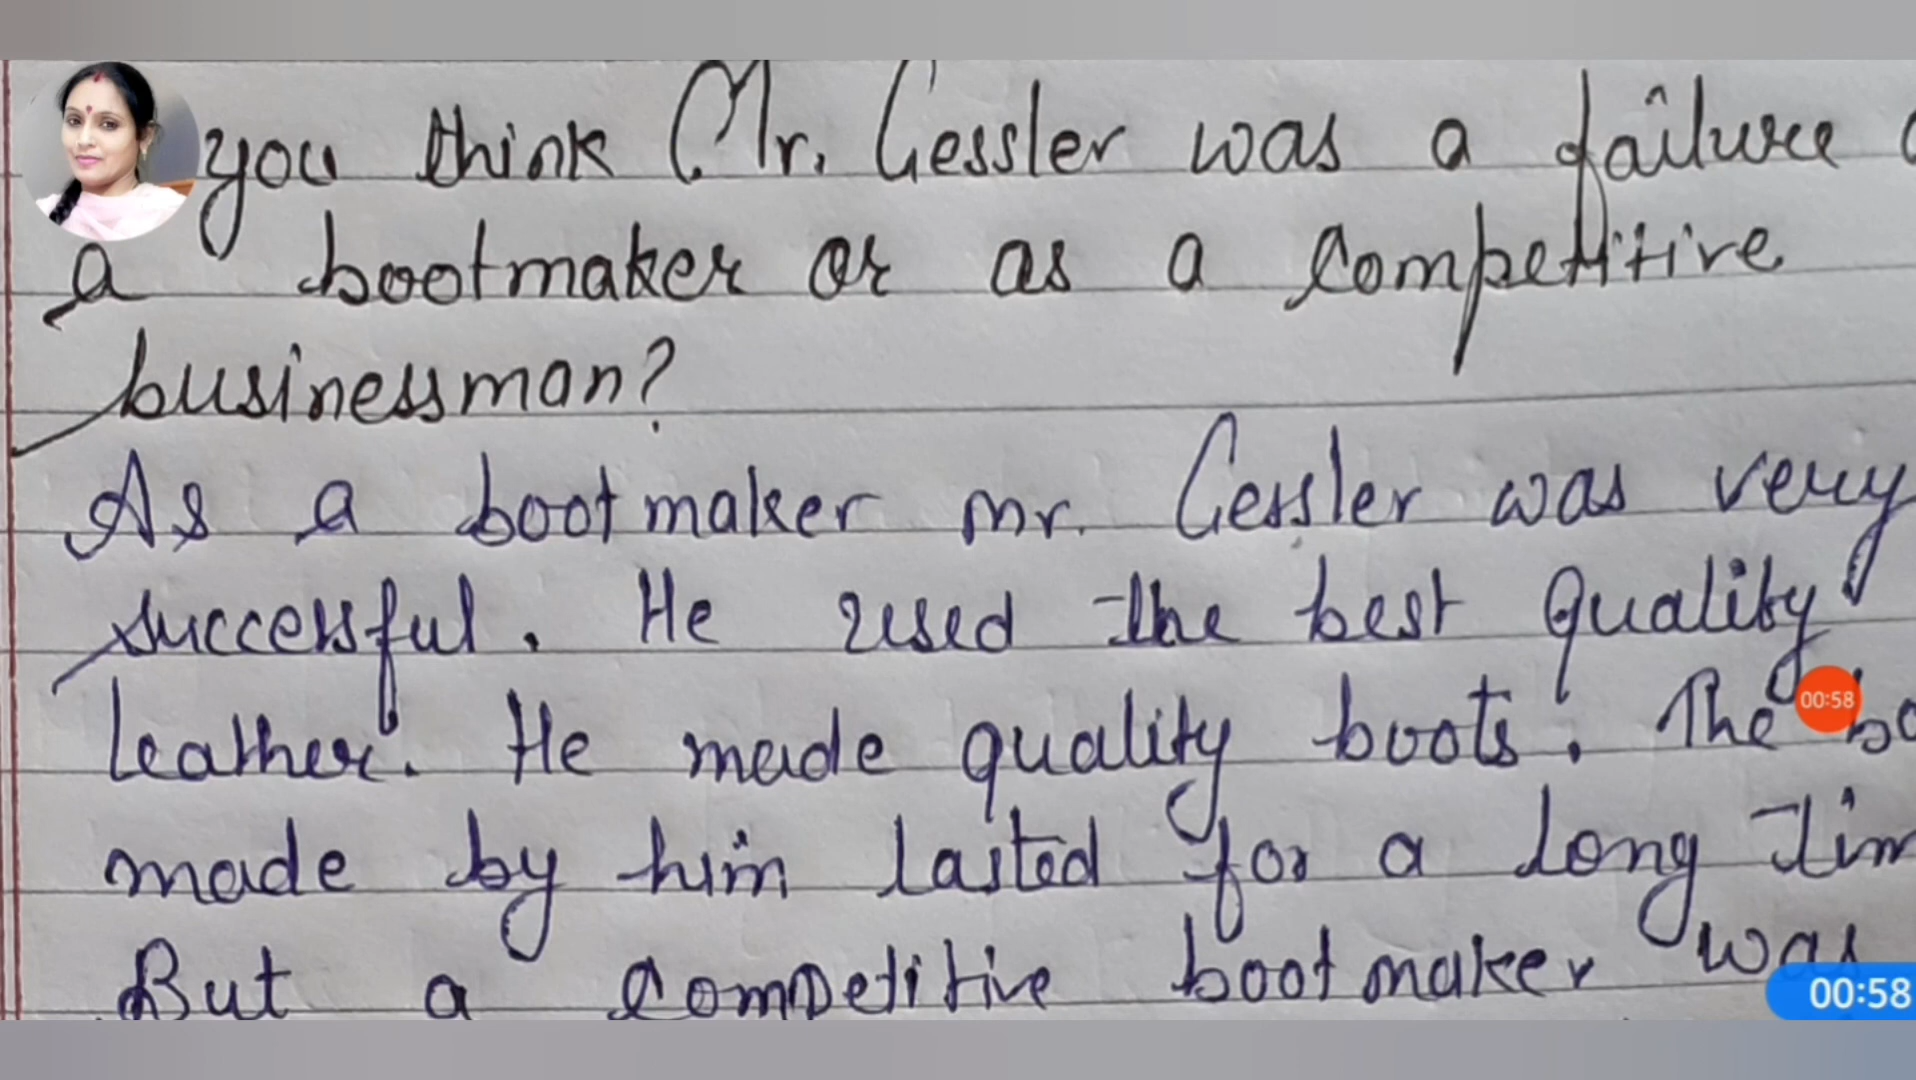 you think Mr. Gessler was a failure
a bootmaker or as a competitive
businessman?
As a bootmaker mr. Gessler was very
successful. He used the best quality
leather. He made quality boots. The bo
00:58
made by him lasted for a long tim
But a competitive bootmaker was
00:58